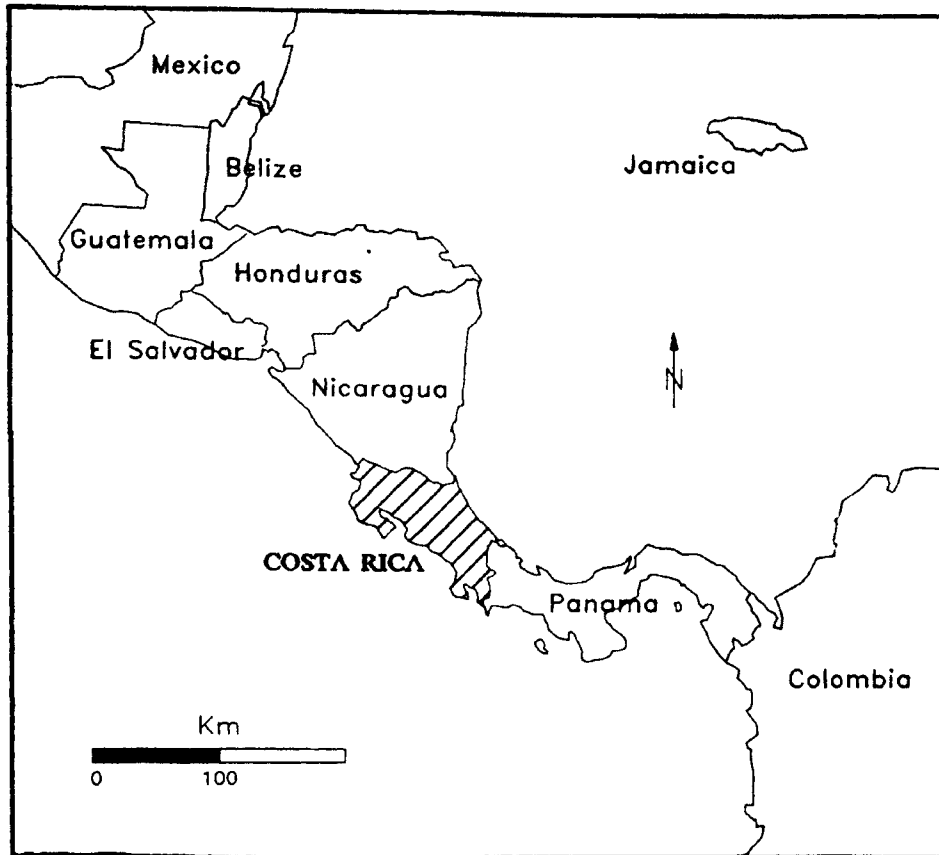 Mexico
Belize
Jamaica
Guatemala
Honduras
El Salvador
N
Nicaragua
COSTA RICA
Panama
Colombia
Km
0 100